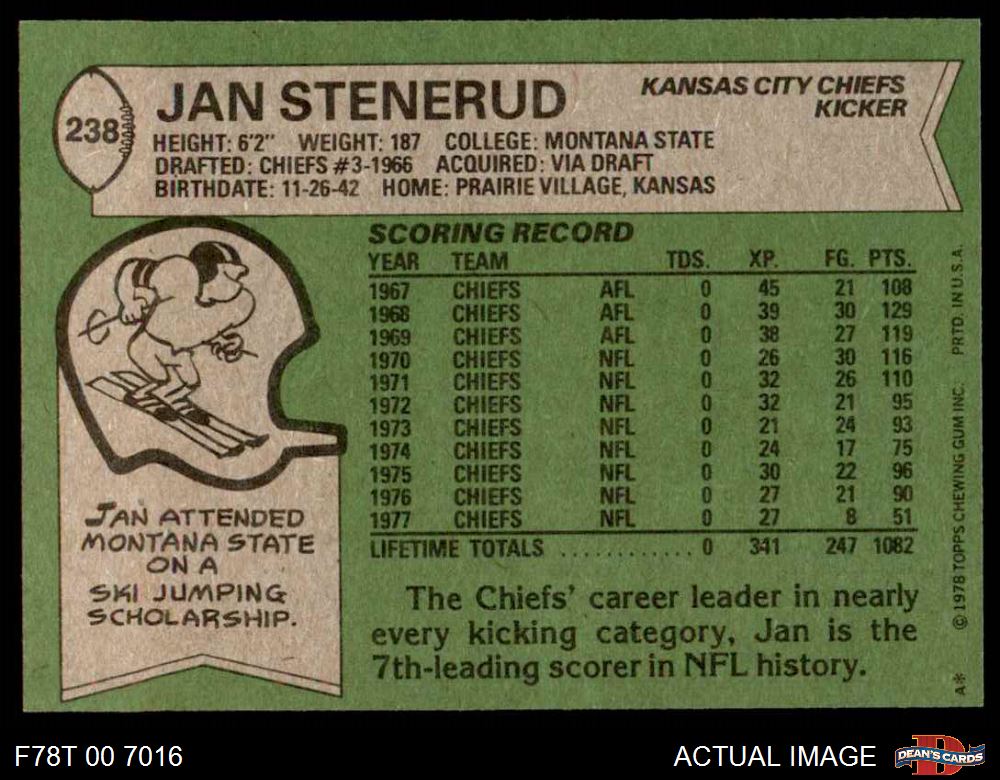 238
JAN STENERUD
KANSAS CITY CHIEFS
KICKER
HEIGHT: 6'2" WEIGHT: 187 COLLEGE: MONTANA STATE
DRAFTED: CHIEFS #3-1966 ACQUIRED: VIA DRAFT
BIRTHDATE: 11-26-42 HOME: PRAIRIE VILLAGE, KANSAS
SCORING RECORD
YEAR TEAM TDS. XP. FG. PTS.
1967 CHIEFS AFL 0 45 21 108
1968 CHIEFS AFL 0 39 30 129
1969 CHIEFS AFL 0 38 27 119
1970 CHIEFS NFL 0 26 30 116
1971 CHIEFS NFL 0 32 26 110
1972 CHIEFS NFL 0 32 21 95
1973 CHIEFS NFL 0 21 24 93
1974 CHIEFS NFL 0 24 17 75
1975 CHIEFS NFL 0 30 22 96
1976 CHIEFS NFL 0 27 21 90
1977 CHIEFS NFL 0 27 8 51
LIFETIME TOTALS ............ 0 341 247 1082
JAN ATTENDED
MONTANA STATE
ON A
SKI JUMPING
SCHOLARSHIP.
The Chiefs' career leader in nearly
every kicking category, Jan is the
7th-leading scorer in NFL history.
A* © 1978 TOPPS CHEWING GUM INC. PRTD. IN U.S.A.
F78T 00 7016
ACTUAL IMAGE
D
DEAN'S CARDS